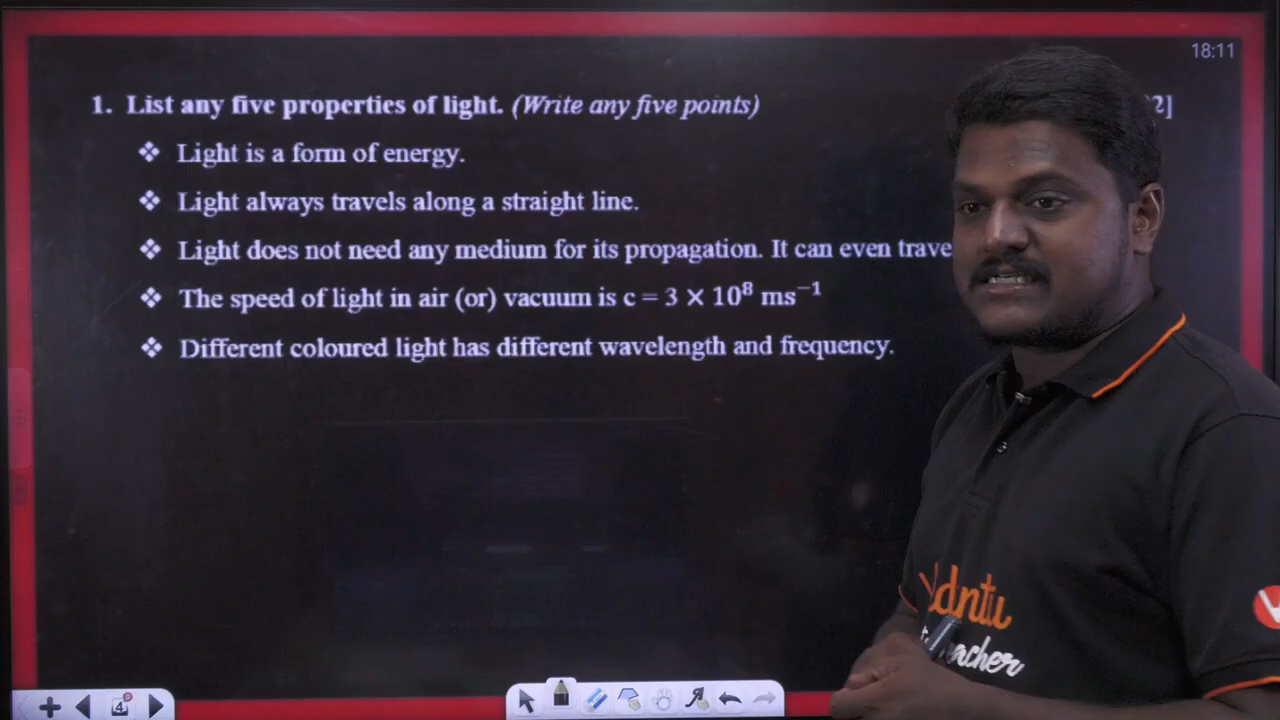 18:11
1. List any five properties of light. (Write any five points) 2]
❖ Light is a form of energy.
❖ Light always travels along a straight line.
❖ Light does not need any medium for its propagation. It can even trave
❖ The speed of light in air (or) vacuum is c = 3 × 10⁸ ms⁻¹
❖ Different coloured light has different wavelength and frequency.
4